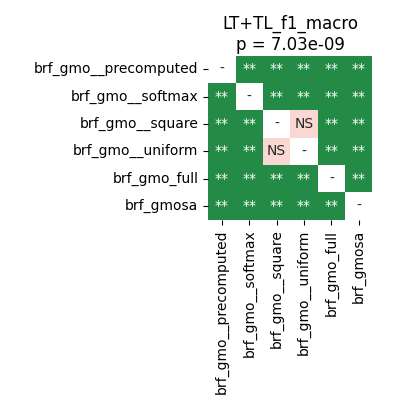 LT+TL_f1_macro
p = 7.03e-09
brf_gmo__precomputed - ** ** ** ** **
brf_gmo__softmax ** - ** ** ** **
brf_gmo__square ** ** - NS ** **
brf_gmo__uniform ** ** NS - ** **
brf_gmo_full ** ** ** ** - **
brf_gmosa ** ** ** ** ** -
brf_gmo__precomputed
brf_gmo__softmax
brf_gmo__square
brf_gmo__uniform
brf_gmo_full
brf_gmosa